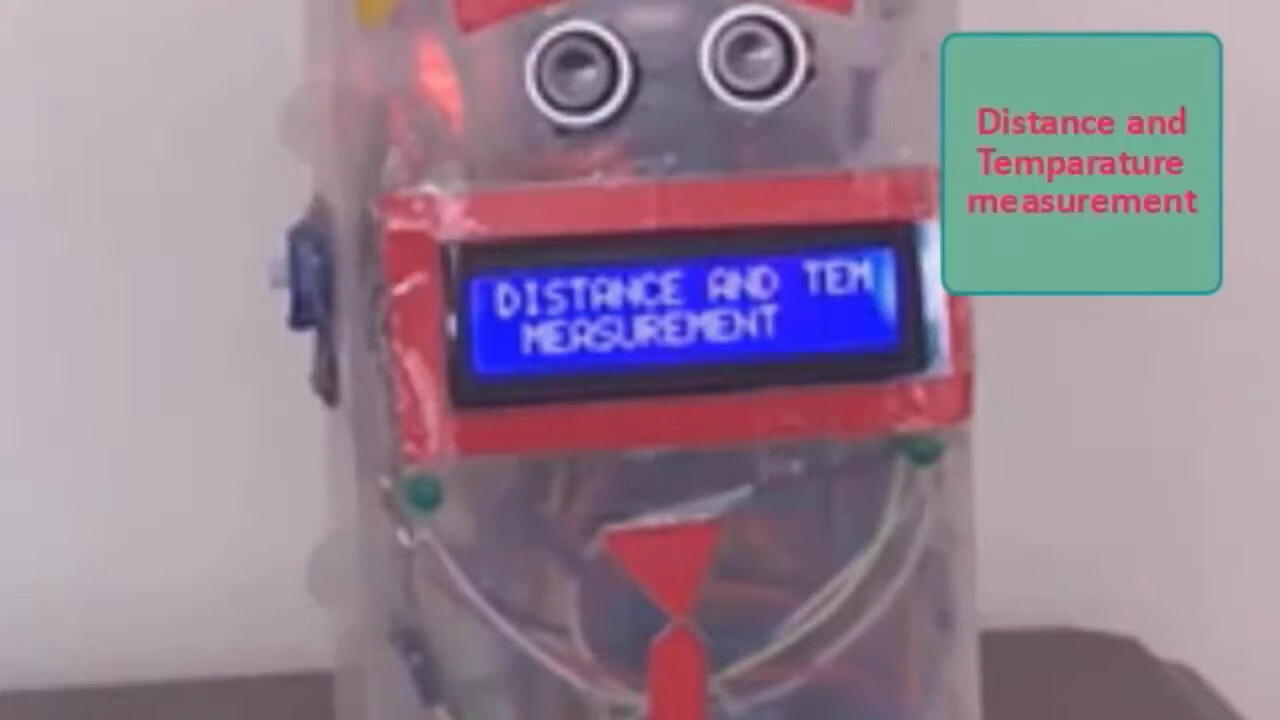 Distance and
Temparature
measurement
DISTANCE AND TEM
MEASUREMENT